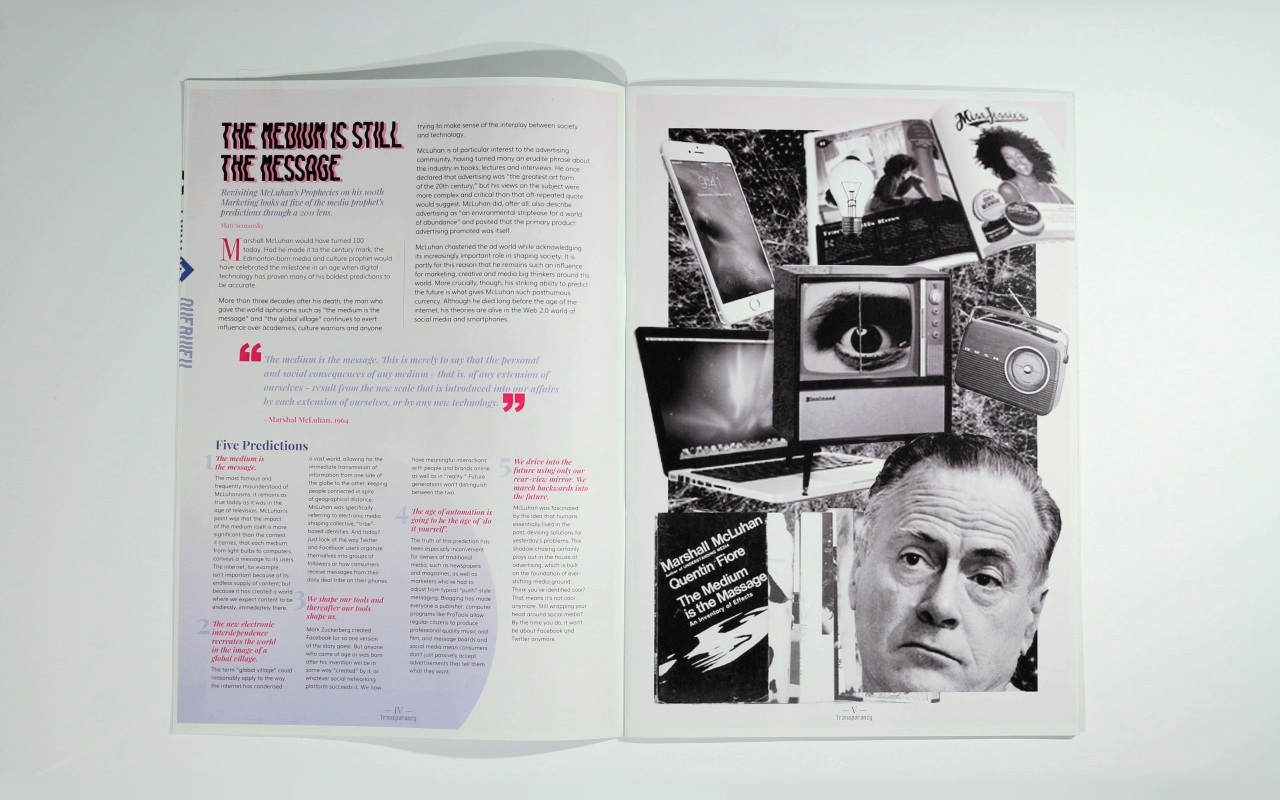 THE MEDIUM IS STILL
THE MESSAGE
Revisiting McLuhan's Prophecies on his 100th
Marketing looks at five of the media prophet's
predictions through a 2011 lens.
Matt Semansky
Marshall McLuhan would have turned 100
today. Had he made it to the century mark, the
Edmonton-born media and culture prophet would
have celebrated the milestone in an age when digital
technology has proven many of his boldest predictions to
be accurate.
More than three decades after his death, the man who
gave the world aphorisms such as "the medium is the
message" and "the global village" continues to exert
influence over academics, culture warriors and anyone
trying to make sense of the interplay between society
and technology.
McLuhan is of particular interest to the advertising
community, having turned many an erudite phrase about
the industry in books, lectures and interviews. He once
declared that advertising was "the greatest art form
of the 20th century," but his views on the subject were
more complex and critical than that oft-repeated quote
would suggest. McLuhan did, after all, also describe
advertising as "an environmental striptease for a world
of abundance" and posited that the primary product
advertising promoted was itself.
McLuhan chastened the ad world while acknowledging
its increasingly important role in shaping society. It is
partly for this reason that he remains such an influence
for marketing, creative and media big thinkers around the
world. More crucially, though, his striking ability to predict
the future is what gives McLuhan such posthumous
currency. Although he died long before the age of the
internet, his theories are alive in the Web 2.0 world of
social media and smartphones.
"The medium is the message. This is merely to say that the personal
and social consequences of any medium – that is, of any extension of
ourselves – result from the new scale that is introduced into our affairs
by each extension of ourselves, or by any new technology."
- Marshal McLuhan, 1964
Five Predictions
1 The medium is
the message.
The most famous and
frequently misunderstood of
McLuhanisms, it remains as
true today as it was in the
age of television. McLuhan's
point was that the impact
of the medium itself is more
significant than the content
it carries, that each medium,
from light bulbs to computers,
conveys a message to its users.
The internet, for example,
isn't important because of its
endless supply of content, but
because it has created a world
where we expect content to be
endlessly, immediately there.
2 The new electronic
interdependence
recreates the world
in the image of a
global village.
The term "global village" could
reasonably apply to the way
the internet has condensed
a vast world, allowing for the
immediate transmission of
information from one side of
the globe to the other, keeping
people connected in spite
of geographical distance.
McLuhan was specifically
referring to electronic media
shaping collective, "tribe"-
based identities. And today?
Just look at the way Twitter
and Facebook users organize
themselves into groups of
followers or how consumers
receive messages from their
daily deal tribe on their phones.
3 We shape our tools and
thereafter our tools
shape us.
Mark Zuckerberg created
Facebook (or so one version
of the story goes). But anyone
who came of age or was born
after his invention will be in
some way "created" by it, or
whatever social networking
platform succeeds it. We now
have meaningful interactions
with people and brands online
as well as in "reality." Future
generations won't distinguish
between the two.
4 The age of automation is
going to be the age of 'do
it yourself'.
The truth of this prediction has
been especially inconvenient
for owners of traditional
media, such as newspapers
and magazines, as well as
marketers who've had to
adjust from typical "push"-style
messaging. Blogging has made
everyone a publisher, computer
programs like ProTools allow
regular citizens to produce
professional-quality music and
film, and message boards and
social media mean consumers
don't just passively accept
advertisements that tell them
what they want.
5 We drive into the
future using only our
rear-view mirror. We
march backwards into
the future.
McLuhan was fascinated
by the idea that humans
essentially lived in the
past, devising solutions for
yesterday's problems. This
shadow-chasing certainly
plays out in the house of
advertising, which is built
on the foundation of ever-
shifting media ground.
Think you've identified cool?
That means it's not cool
anymore. Still wrapping your
head around social media?
By the time you do, it won't
be about Facebook and
Twitter anymore.
— IV —
Transparency
Miss Jessie's
3:41
BUSH
Marshall McLuhan
Author of UNDERSTANDING MEDIA
Quentin Fiore
The Medium
is the Massage
An Inventory of Effects
— V —
Transparency